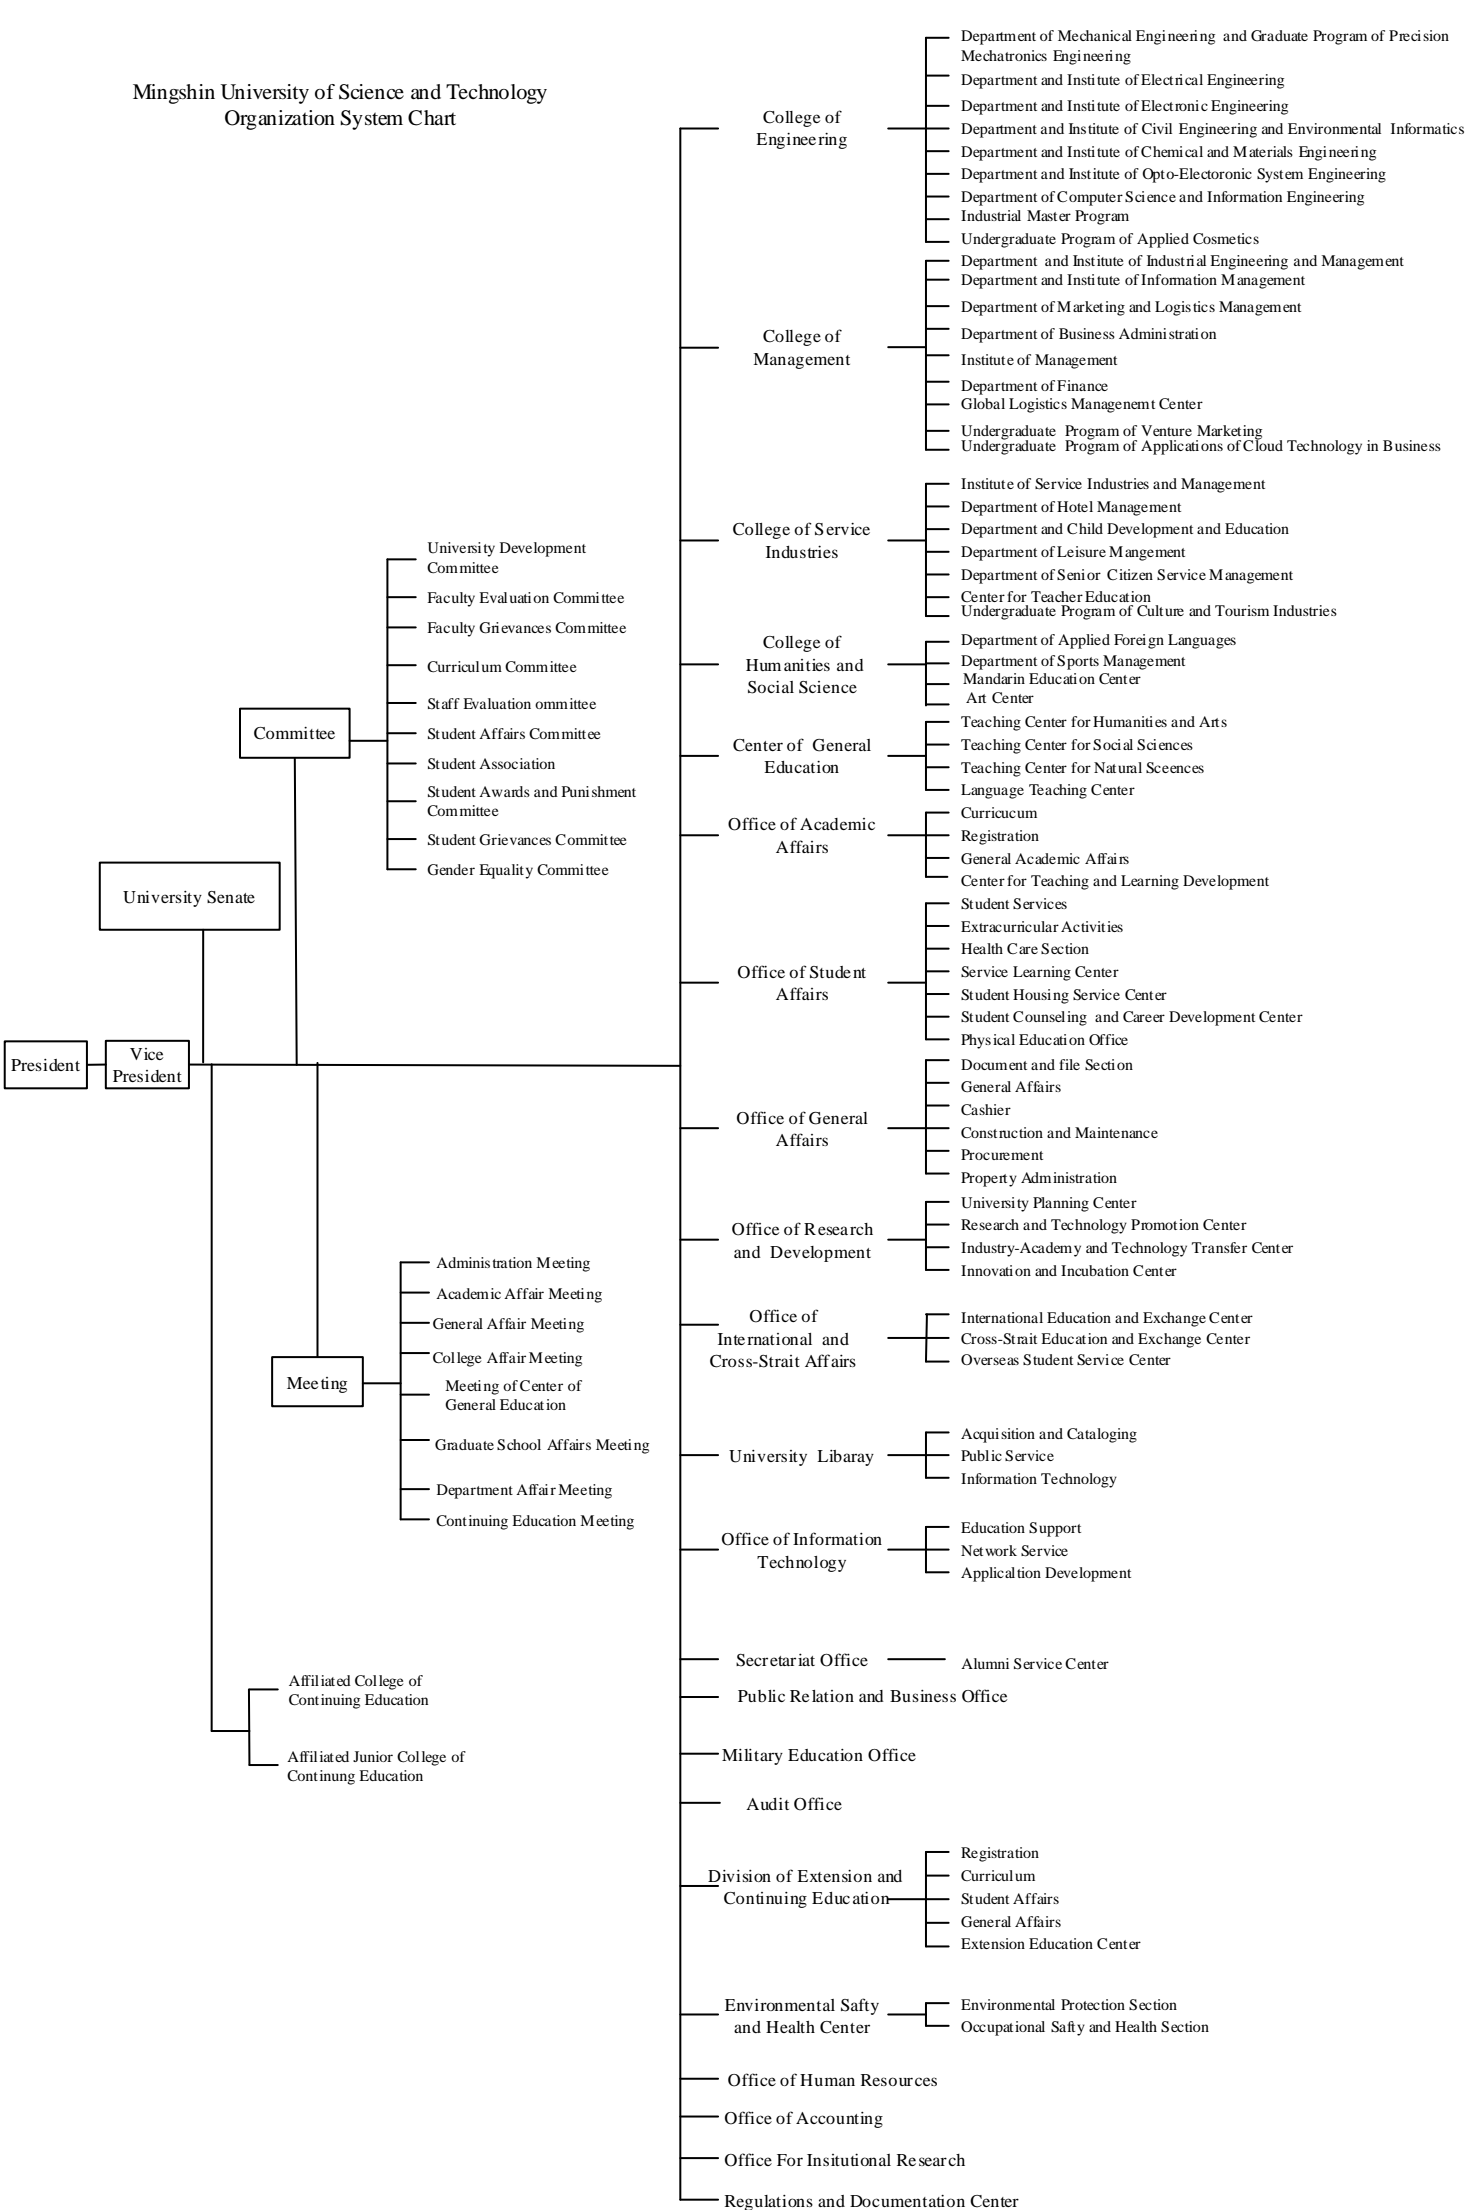 Mingshin University of Science and Technology
Organization System Chart
President
Vice
President
University Senate
Committee
University Development
Committee
Faculty Evaluation Committee
Faculty Grievances Committee
Curriculum Committee
Staff Evaluation ommittee
Student Affairs Committee
Student Association
Student Awards and Punishment
Committee
Student Grievances Committee
Gender Equality Committee
Meeting
Administration Meeting
Academic Affair Meeting
General Affair Meeting
College Affair Meeting
Meeting of Center of
General Education
Graduate School Affairs Meeting
Department Affair Meeting
Continuing Education Meeting
Affiliated College of
Continuing Education
Affiliated Junior College of
Continung Education
College of
Engineering
Department of Mechanical Engineering and Graduate Program of Precision
Mechatronics Engineering
Department and Institute of Electrical Engineering
Department and Institute of Electronic Engineering
Department and Institute of Civil Engineering and Environmental Informatics
Department and Institute of Chemical and Materials Engineering
Department and Institute of Opto-Electoronic System Engineering
Department of Computer Science and Information Engineering
Industrial Master Program
Undergraduate Program of Applied Cosmetics
College of
Management
Department and Institute of Industrial Engineering and Management
Department and Institute of Information Management
Department of Marketing and Logistics Management
Department of Business Administration
Institute of Management
Department of Finance
Global Logistics Managenemt Center
Undergraduate Program of Venture Marketing
Undergraduate Program of Applications of Cloud Technology in Business
College of Service
Industries
Institute of Service Industries and Management
Department of Hotel Management
Department and Child Development and Education
Department of Leisure Mangement
Department of Senior Citizen Service Management
Center for Teacher Education
Undergraduate Program of Culture and Tourism Industries
College of
Humanities and
Social Science
Department of Applied Foreign Languages
Department of Sports Management
Mandarin Education Center
Art Center
Center of General
Education
Teaching Center for Humanities and Arts
Teaching Center for Social Sciences
Teaching Center for Natural Sceences
Language Teaching Center
Office of Academic
Affairs
Curricucum
Registration
General Academic Affairs
Center for Teaching and Learning Development
Office of Student
Affairs
Student Services
Extracurricular Activities
Health Care Section
Service Learning Center
Student Housing Service Center
Student Counseling and Career Development Center
Physical Education Office
Office of General
Affairs
Document and file Section
General Affairs
Cashier
Construction and Maintenance
Procurement
Property Administration
Office of Research
and Development
University Planning Center
Research and Technology Promotion Center
Industry-Academy and Technology Transfer Center
Innovation and Incubation Center
Office of
International and
Cross-Strait Affairs
International Education and Exchange Center
Cross-Strait Education and Exchange Center
Overseas Student Service Center
University Libaray
Acquisition and Cataloging
Public Service
Information Technology
Office of Information
Technology
Education Support
Network Service
Applicaltion Development
Secretariat Office
Alumni Service Center
Public Relation and Business Office
Military Education Office
Audit Office
Division of Extension and
Continuing Education
Registration
Curriculum
Student Affairs
General Affairs
Extension Education Center
Environmental Safty
and Health Center
Environmental Protection Section
Occupational Safty and Health Section
Office of Human Resources
Office of Accounting
Office For Insitutional Research
Regulations and Documentation Center